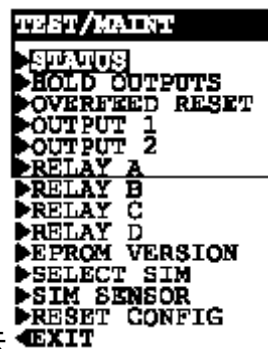 TEST/MAINT
▶STATUS
▶HOLD OUTPUTS
▶OVERFEED RESET
▶OUTPUT 1
▶OUTPUT 2
▶RELAY A
▶RELAY B
▶RELAY C
▶RELAY D
▶EPROM VERSION
▶SELECT SIM
▶SIM SENSOR
▶RESET CONFIG
◀EXIT